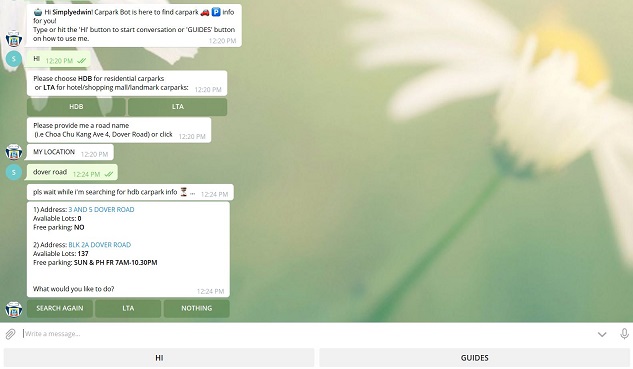 Hi Simplyedwin! Carpark Bot is here to find carpark 🚗 🅿 info
for you!
Type or hit the 'HI' button to start conversation or 'GUIDES' button
on how to use me.
12:20 PM
S
HI 12:20 PM
Please choose HDB for residential carparks
or LTA for hotel/shopping mall/landmark carparks:
12:20 PM
HDB LTA
Please provide me a road name
(i.e Choa Chu Kang Ave 4, Dover Road) or click
12:20 PM
MY LOCATION 12:20 PM
S
dover road 12:24 PM
pls wait while i'm searching for hdb carpark info ⏳ ... 12:24 PM
1) Address: 3 AND 5 DOVER ROAD
Avaliable Lots: 0
Free parking: NO
2) Address: BLK 2A DOVER ROAD
Avaliable Lots: 137
Free parking: SUN & PH FR 7AM-10.30PM
What would you like to do?
12:24 PM
SEARCH AGAIN LTA NOTHING
Write a message...
HI GUIDES